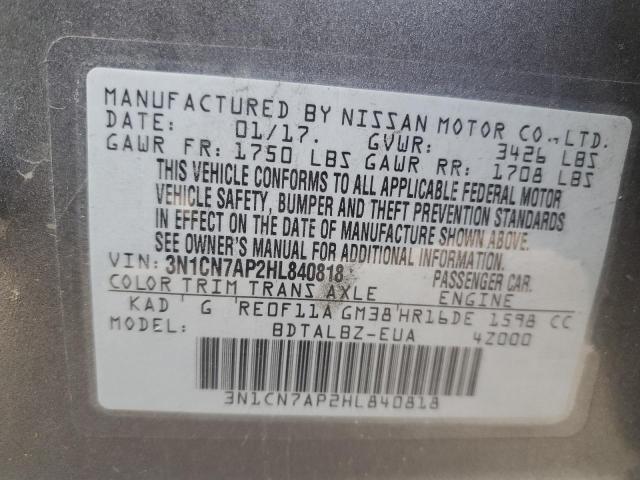 MANUFACTURED BY NISSAN MOTOR CO.,LTD.
DATE: 01/17. GVWR: 3426 LBS
GAWR FR: 1750 LBS GAWR RR: 1708 LBS
THIS VEHICLE CONFORMS TO ALL APPLICABLE FEDERAL MOTOR
VEHICLE SAFETY, BUMPER AND THEFT PREVENTION STANDARDS
IN EFFECT ON THE DATE OF MANUFACTURE SHOWN ABOVE.
SEE OWNER'S MANUAL FOR ADDITIONAL INFORMATION.
VIN: 3N1CN7AP2HL840818 PASSENGER CAR.
COLOR TRIM TRANS AXLE ENGINE
KAD G RE0F11A GM38 HR16DE 1598 CC
MODEL: BDTALBZ-EUA 4Z000
3N1CN7AP2HL840818